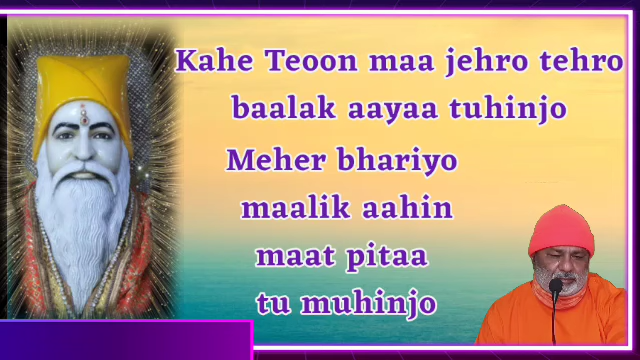 Kahe Teoon maa jehro tehro
baalak aayaa tuhinjo
Meher bhariyo
maalik aahin
maat pitaa
tu muhinjo